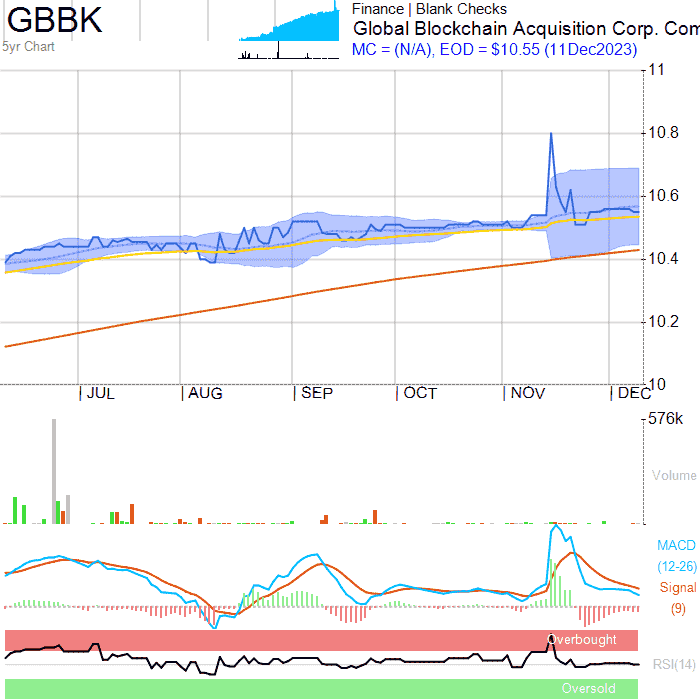 GBBK
5yr Chart
Finance | Blank Checks
Global Blockchain Acquisition Corp. Com
MC = (N/A), EOD = $10.55 (11Dec2023)
11
10.8
10.6
10.4
10.2
10
| JUL | AUG | SEP | OCT | NOV | DEC
576k
Volume
MACD
(12-26)
Signal
(9)
Overbought
RSI(14)
Oversold